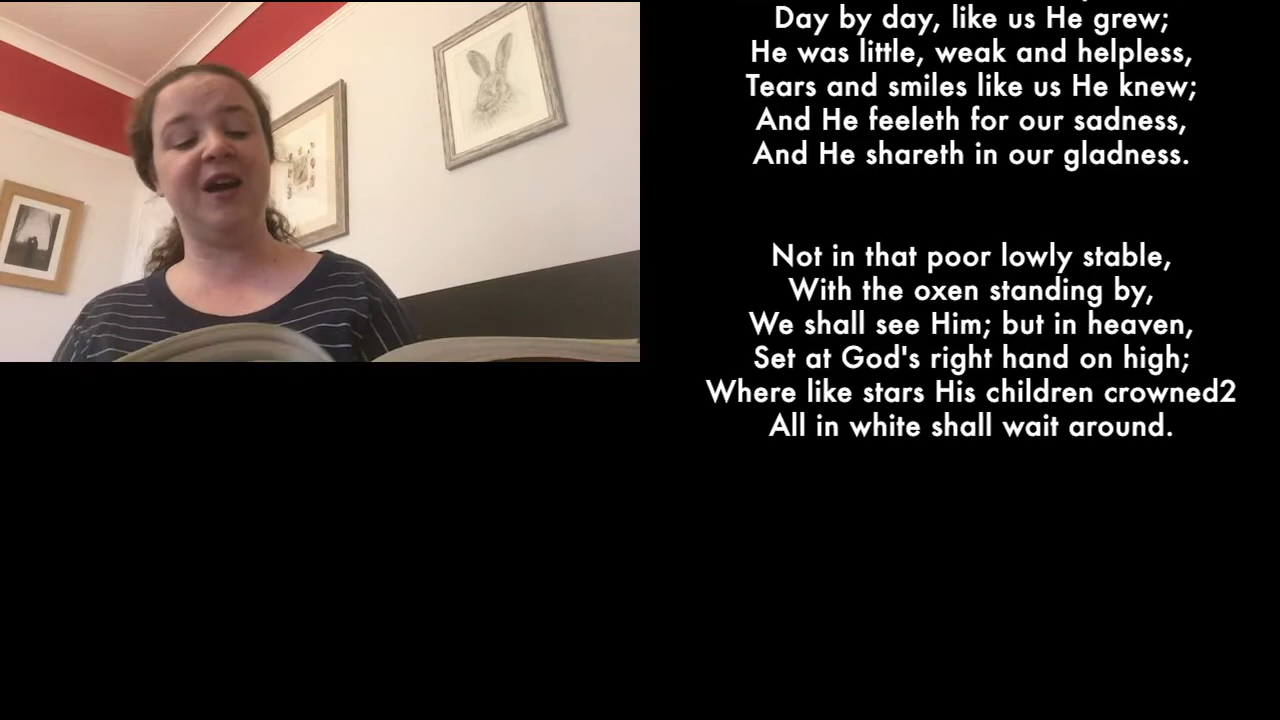 Day by day, like us He grew;
He was little, weak and helpless,
Tears and smiles like us He knew;
And He feeleth for our sadness,
And He shareth in our gladness.
Not in that poor lowly stable,
With the oxen standing by,
We shall see Him; but in heaven,
Set at God's right hand on high;
Where like stars His children crowned2
All in white shall wait around.